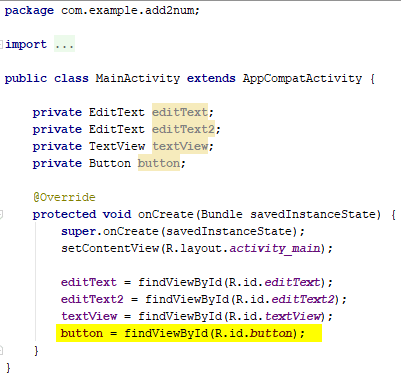 package com.example.add2num;
import ...
public class MainActivity extends AppCompatActivity {
private EditText editText;
private EditText editText2;
private TextView textView;
private Button button;
@Override
protected void onCreate(Bundle savedInstanceState) {
super.onCreate(savedInstanceState);
setContentView(R.layout.activity_main);
editText = findViewById(R.id.editText);
editText2 = findViewById(R.id.editText2);
textView = findViewById(R.id.textView);
button = findViewById(R.id.button);
}
}